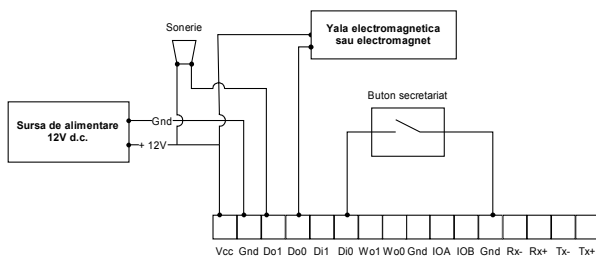 Yala electromagnetica
sau electromagnet
Sonerie
Buton secretariat
Sursa de alimentare
12V d.c.
Gnd
+ 12V
Vcc Gnd Do1 Do0 Di1 Di0 Wo1 Wo0 Gnd IOA IOB Gnd Rx- Rx+ Tx- Tx+